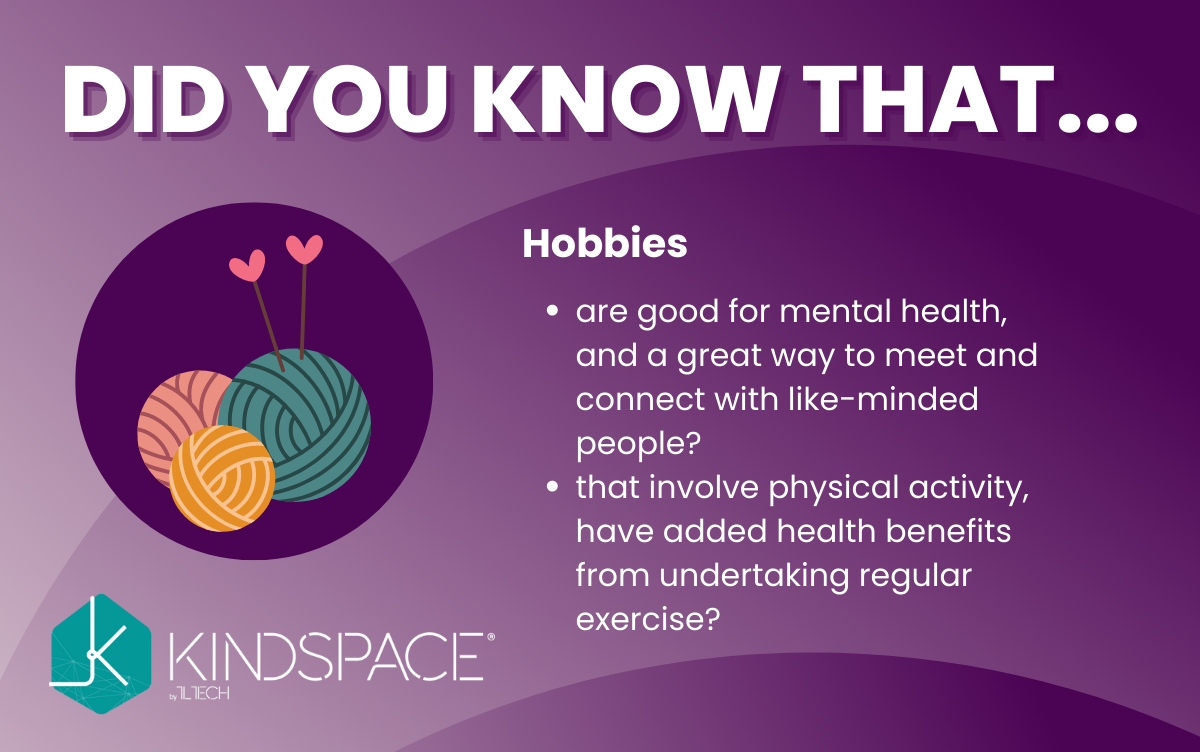 DID YOU KNOW THAT...
Hobbies
• are good for mental health,
and a great way to meet and
connect with like-minded
people?
• that involve physical activity,
have added health benefits
from undertaking regular
exercise?
KINDSPACE®
by JLTECH